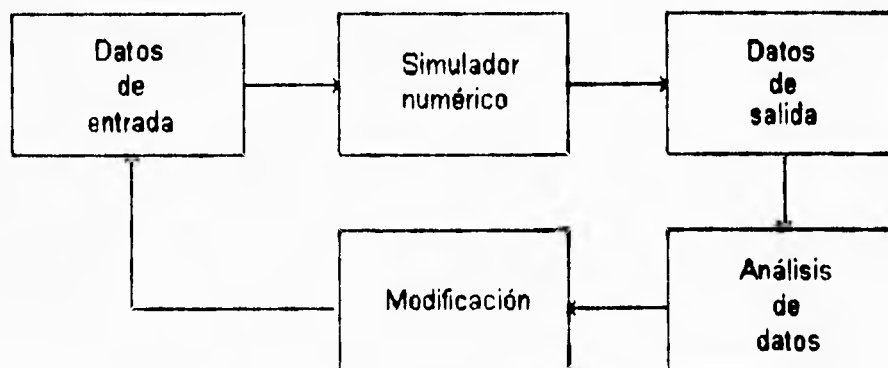 Datos
de
entrada
Simulador
numérico
Datos
de
salida
Modificación
Análisis
de
datos